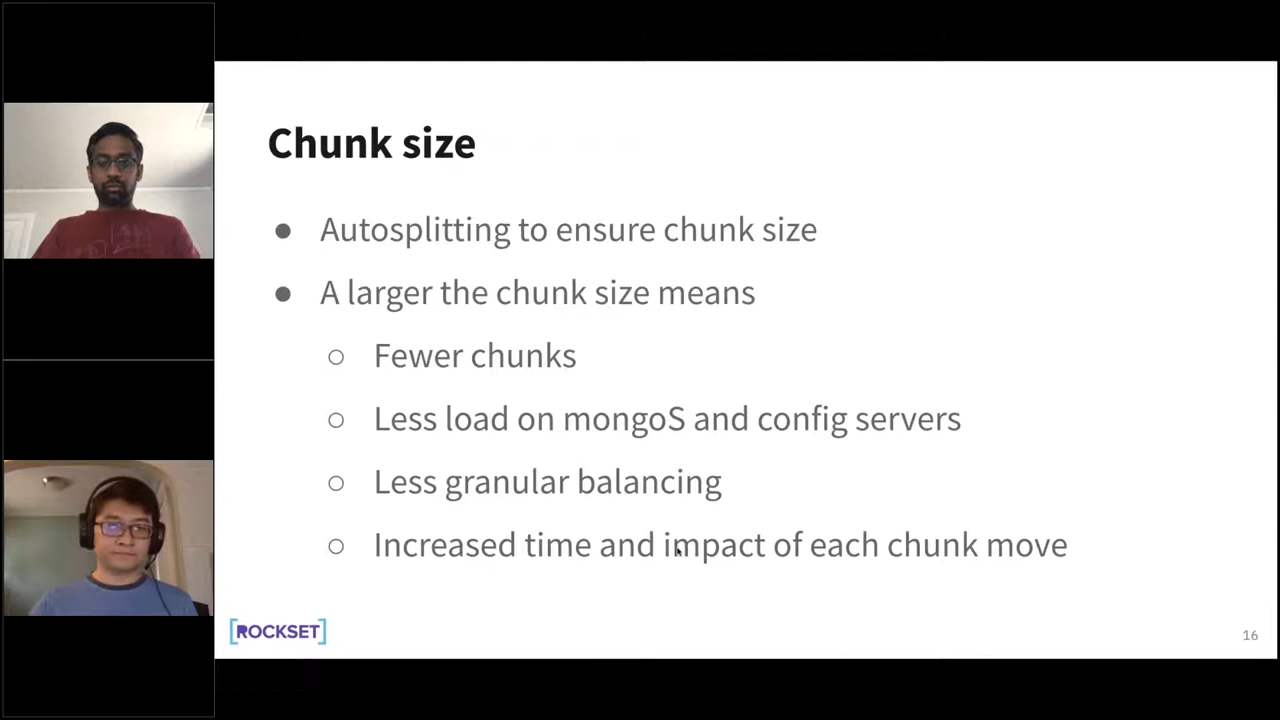 Chunk size
● Autosplitting to ensure chunk size
● A larger the chunk size means
○ Fewer chunks
○ Less load on mongoS and config servers
○ Less granular balancing
○ Increased time and impact of each chunk move
[ROCKSET]
16